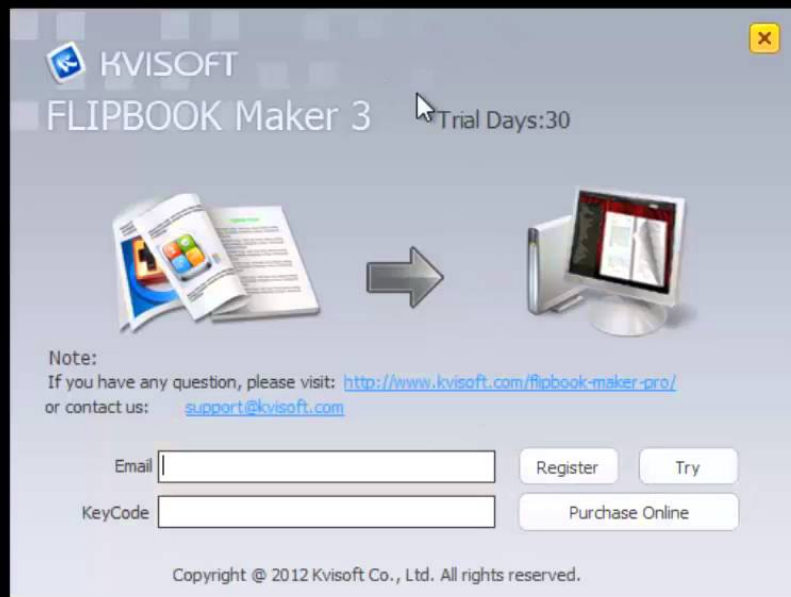 KVISOFT
FLIPBOOK Maker 3
Trial Days:30
Note:
If you have any question, please visit: http://www.kvisoft.com/flipbook-maker-pro/
or contact us: support@kvisoft.com
Email
Register
Try
KeyCode
Purchase Online
Copyright @ 2012 Kvisoft Co., Ltd. All rights reserved.